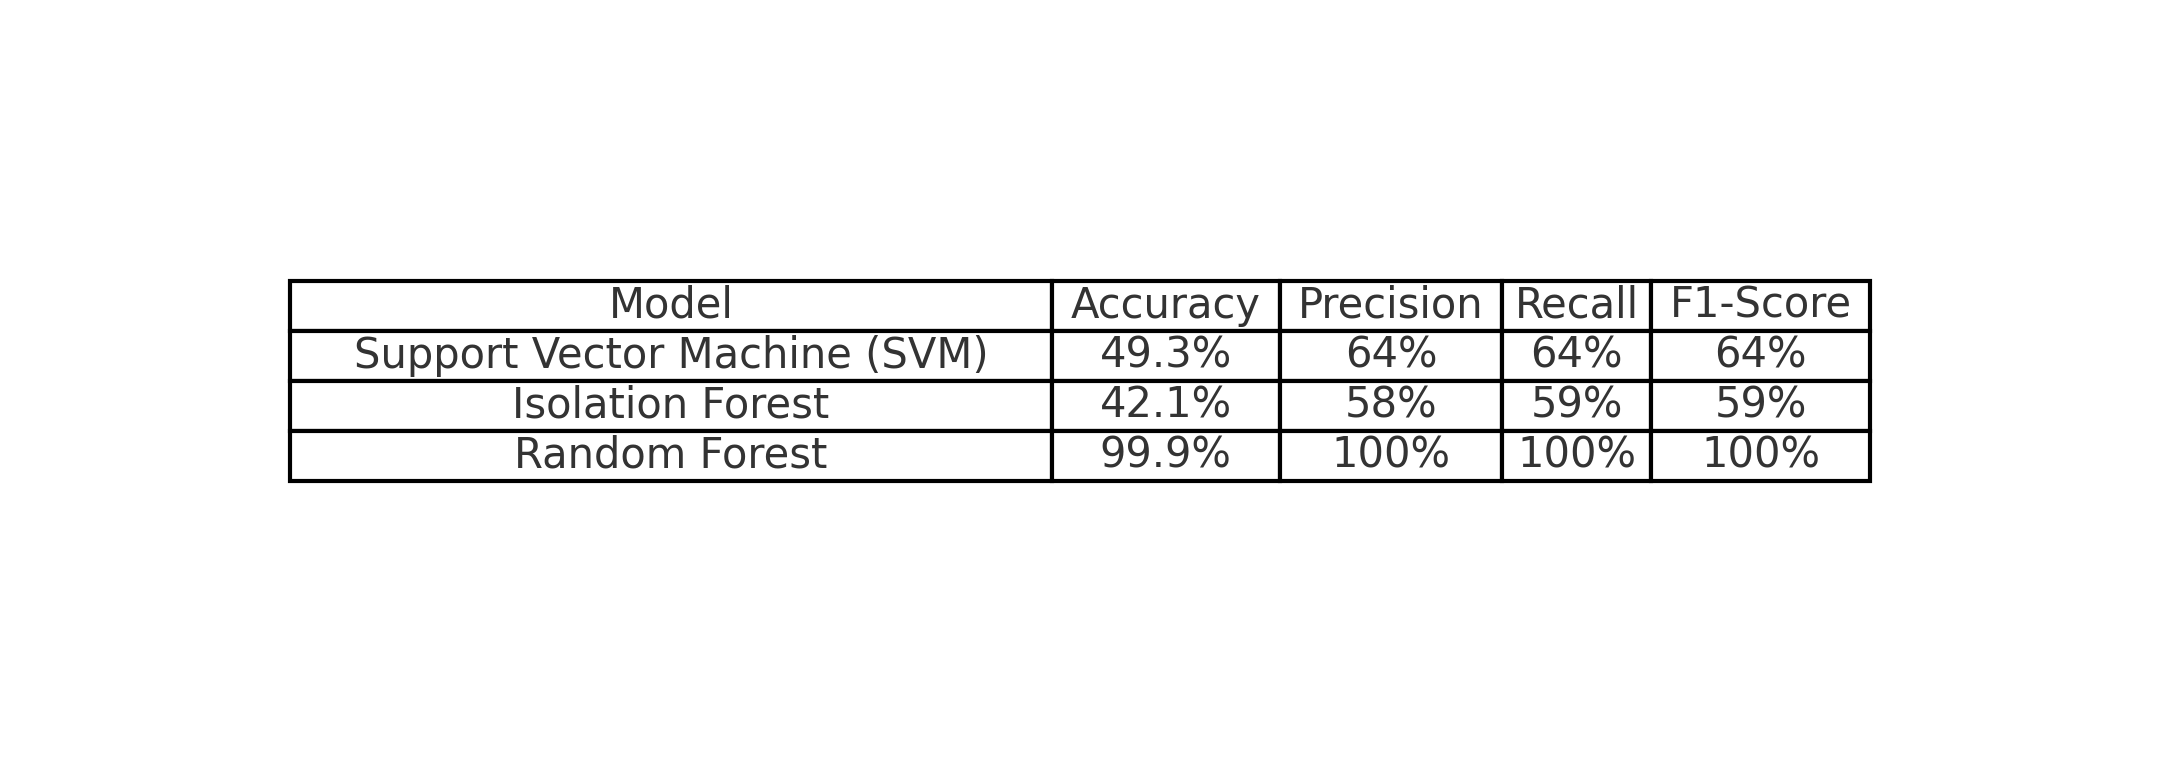 Model Accuracy Precision Recall F1-Score
Support Vector Machine (SVM) 49.3% 64% 64% 64%
Isolation Forest 42.1% 58% 59% 59%
Random Forest 99.9% 100% 100% 100%